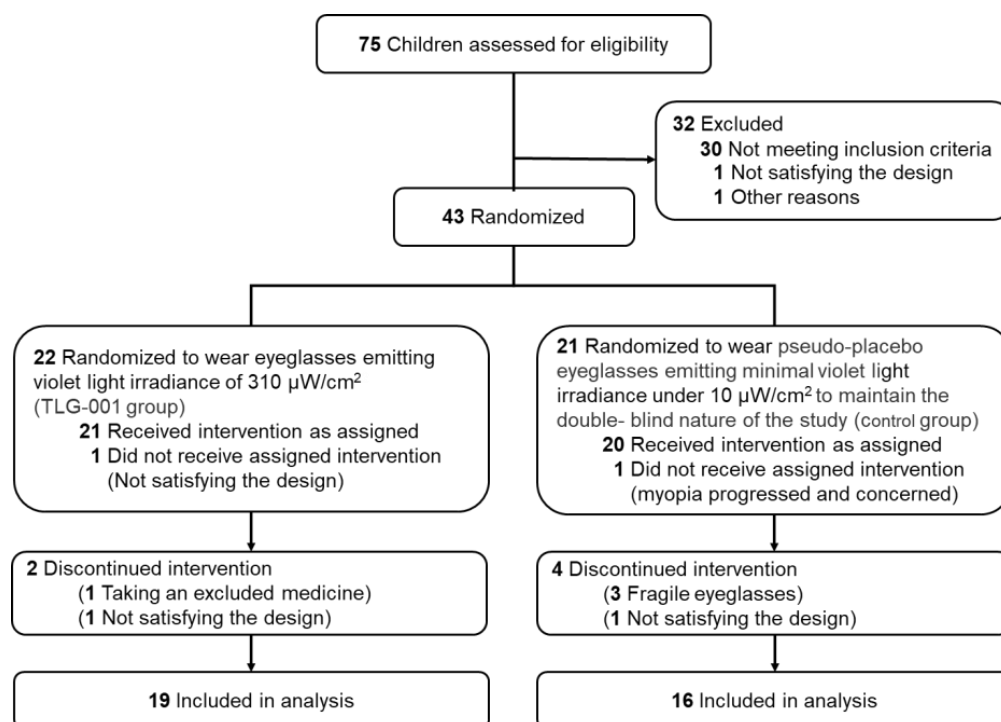 75 Children assessed for eligibility
32 Excluded
30 Not meeting inclusion criteria
1 Not satisfying the design
1 Other reasons
43 Randomized
22 Randomized to wear eyeglasses emitting
violet light irradiance of 310 µW/cm²
(TLG-001 group)
21 Received intervention as assigned
1 Did not receive assigned intervention
(Not satisfying the design)
21 Randomized to wear pseudo-placebo
eyeglasses emitting minimal violet light
irradiance under 10 µW/cm² to maintain the
double- blind nature of the study (control group)
20 Received intervention as assigned
1 Did not receive assigned intervention
(myopia progressed and concerned)
2 Discontinued intervention
(1 Taking an excluded medicine)
(1 Not satisfying the design)
4 Discontinued intervention
(3 Fragile eyeglasses)
(1 Not satisfying the design)
19 Included in analysis
16 Included in analysis